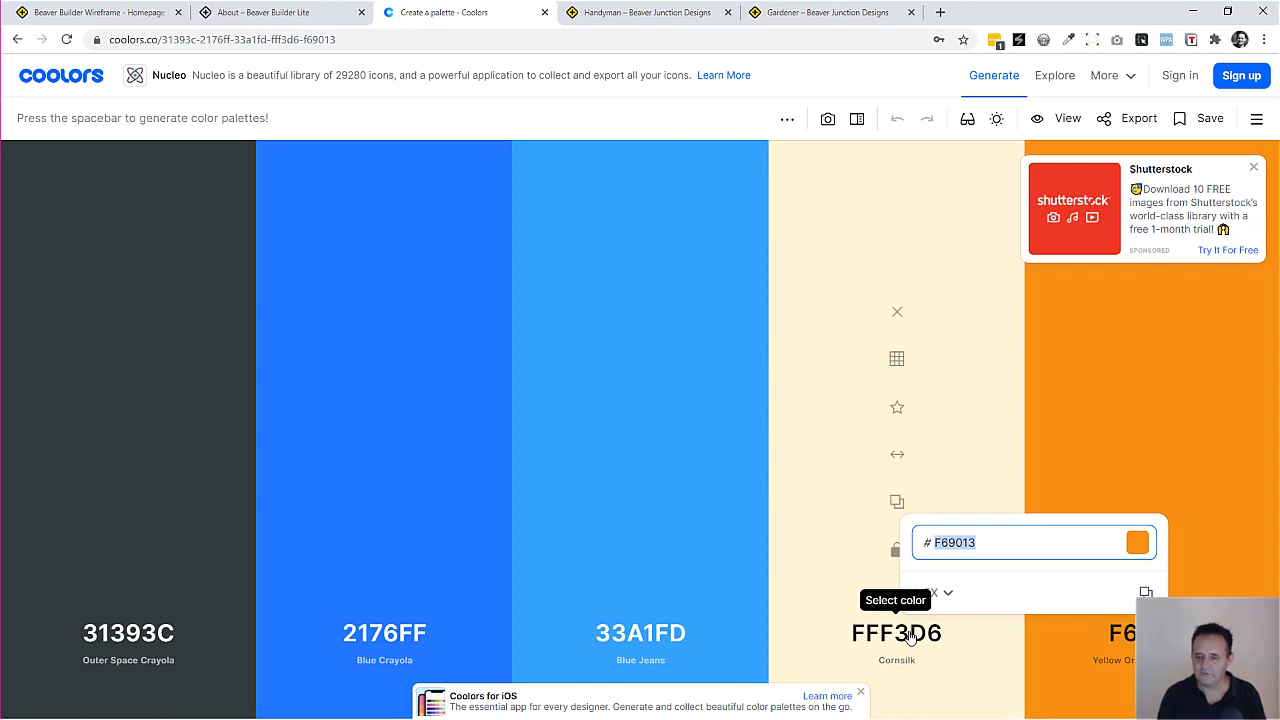 Beaver Builder Wireframe - Homepage
About – Beaver Builder Lite
Create a palette - Coolors
Handyman – Beaver Junction Designs
Gardener – Beaver Junction Designs
coolors.co/31393c-2176ff-33a1fd-fff3d6-f69013
1
WPA
T
coolors
Nucleo
Nucleo is a beautiful library of 29280 icons, and a powerful application to collect and export all your icons.
Learn More
Generate
Explore
More
Sign in
Sign up
Press the spacebar to generate color palettes!
View
Export
Save
shutterstock
Shutterstock
Download 10 FREE
images from Shutterstock's
world-class library with a
free 1-month trial!
SPONSORED
Try It For Free
# F69013
Select color
31393C
Outer Space Crayola
2176FF
Blue Crayola
33A1FD
Blue Jeans
FFF3D6
Cornsilk
F6
Yellow Or
Coolors for iOS
Learn more
The essential app for every designer. Generate and collect beautiful color palettes on the go.